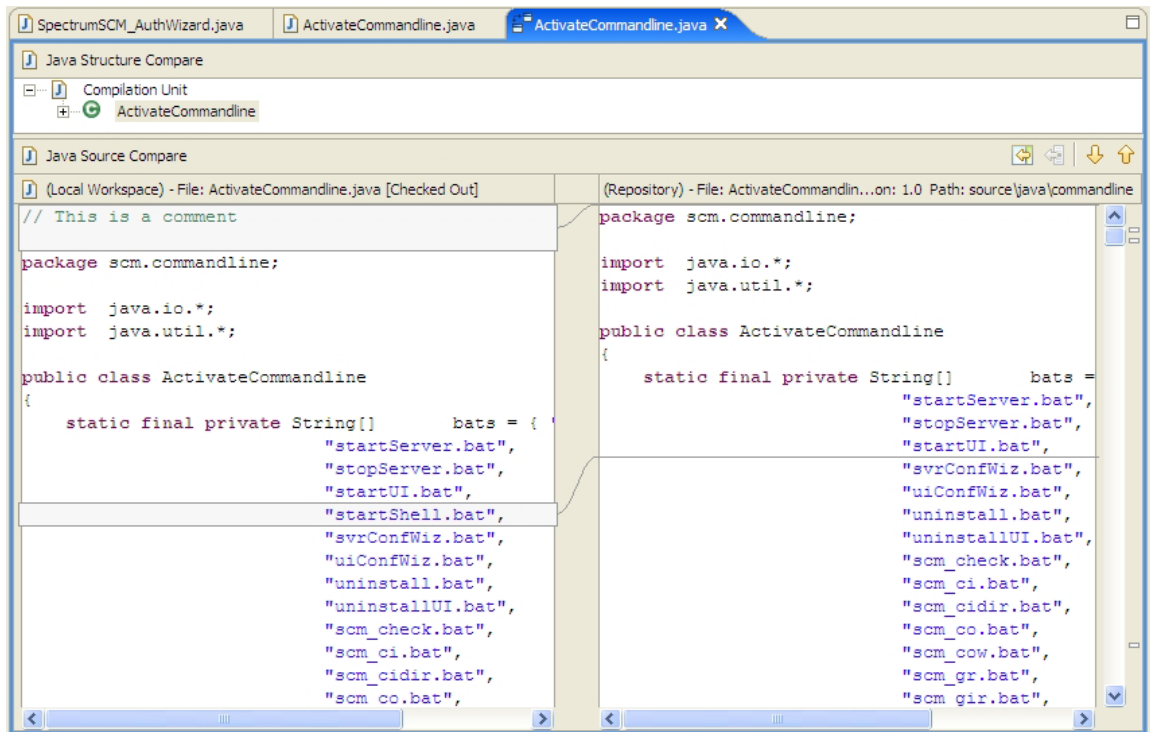 SpectrumSCM_AuthWizard.java ActivateCommandline.java ActivateCommandline.java
Java Structure Compare
Compilation Unit
ActivateCommandline
Java Source Compare
(Local Workspace) - File: ActivateCommandline.java [Checked Out]
// This is a comment
package scm.commandline;
import  java.io.*;
import  java.util.*;
public class ActivateCommandline
{
static final private String[]       bats = { "
"startServer.bat",
"stopServer.bat",
"startUI.bat",
"startShell.bat",
"svrConfWiz.bat",
"uiConfWiz.bat",
"uninstall.bat",
"uninstallUI.bat",
"scm_check.bat",
"scm_ci.bat",
"scm_cidir.bat",
"scm_co.bat",
(Repository) - File: ActivateCommandlin...on: 1.0 Path: source\java\commandline
package scm.commandline;
import  java.io.*;
import  java.util.*;
public class ActivateCommandline
{
static final private String[]       bats =
"startServer.bat",
"stopServer.bat",
"startUI.bat",
"svrConfWiz.bat",
"uiConfWiz.bat",
"uninstall.bat",
"uninstallUI.bat",
"scm_check.bat",
"scm_ci.bat",
"scm_cidir.bat",
"scm_co.bat",
"scm_cow.bat",
"scm_gr.bat",
"scm_gir.bat",